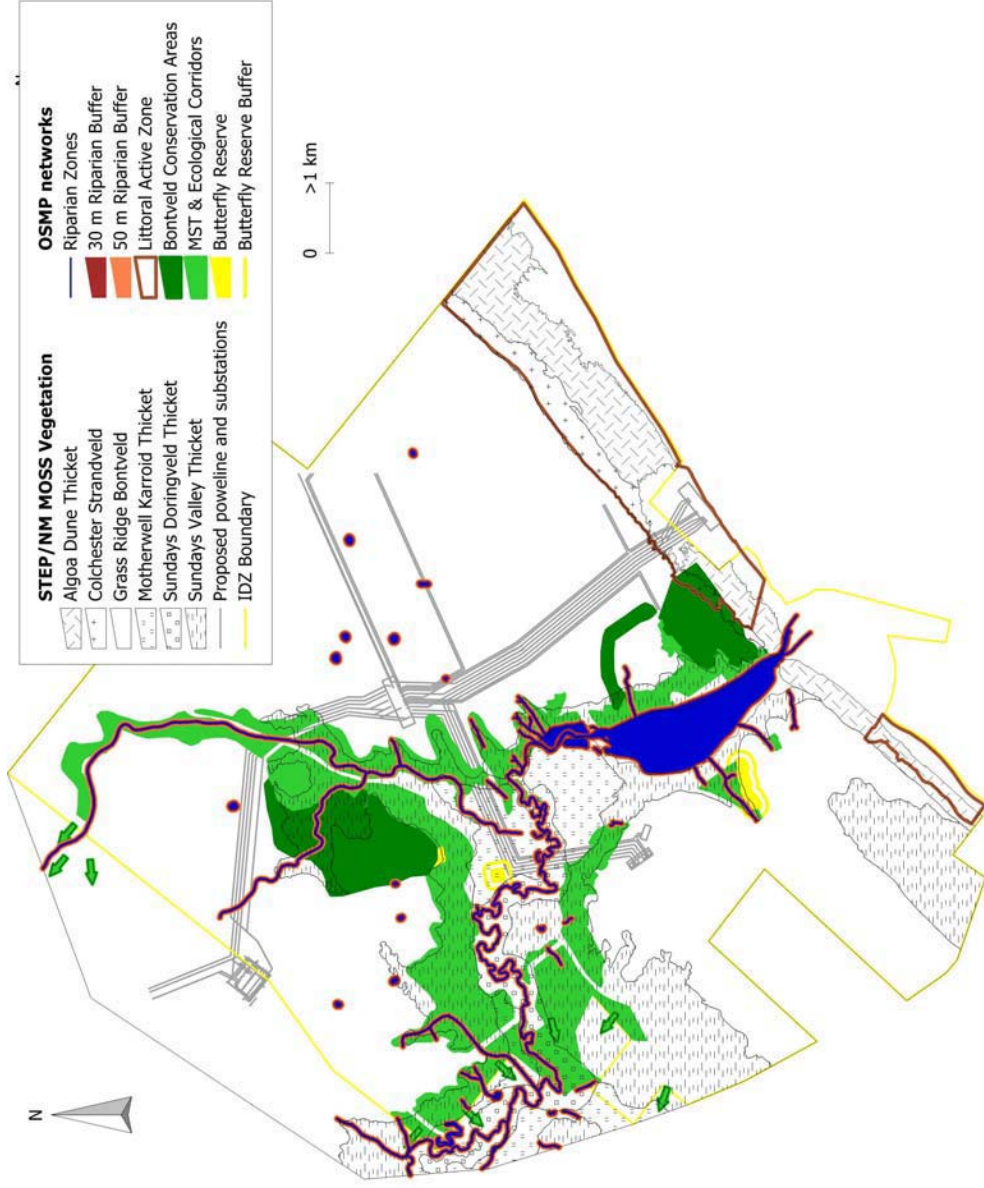 STEP/NM MOSS Vegetation
Algoa Dune Thicket
Colchester Strandveld
Grass Ridge Bontveld
Motherwell Karroid Thicket
Sundays Doringveld Thicket
Sundays Valley Thicket
Proposed poweline and substations
IDZ Boundary
OSMP networks
Riparian Zones
30 m Riparian Buffer
50 m Riparian Buffer
Littoral Active Zone
Bontveld Conservation Areas
MST & Ecological Corridors
Butterfly Reserve
Butterfly Reserve Buffer
0 >1 km
N